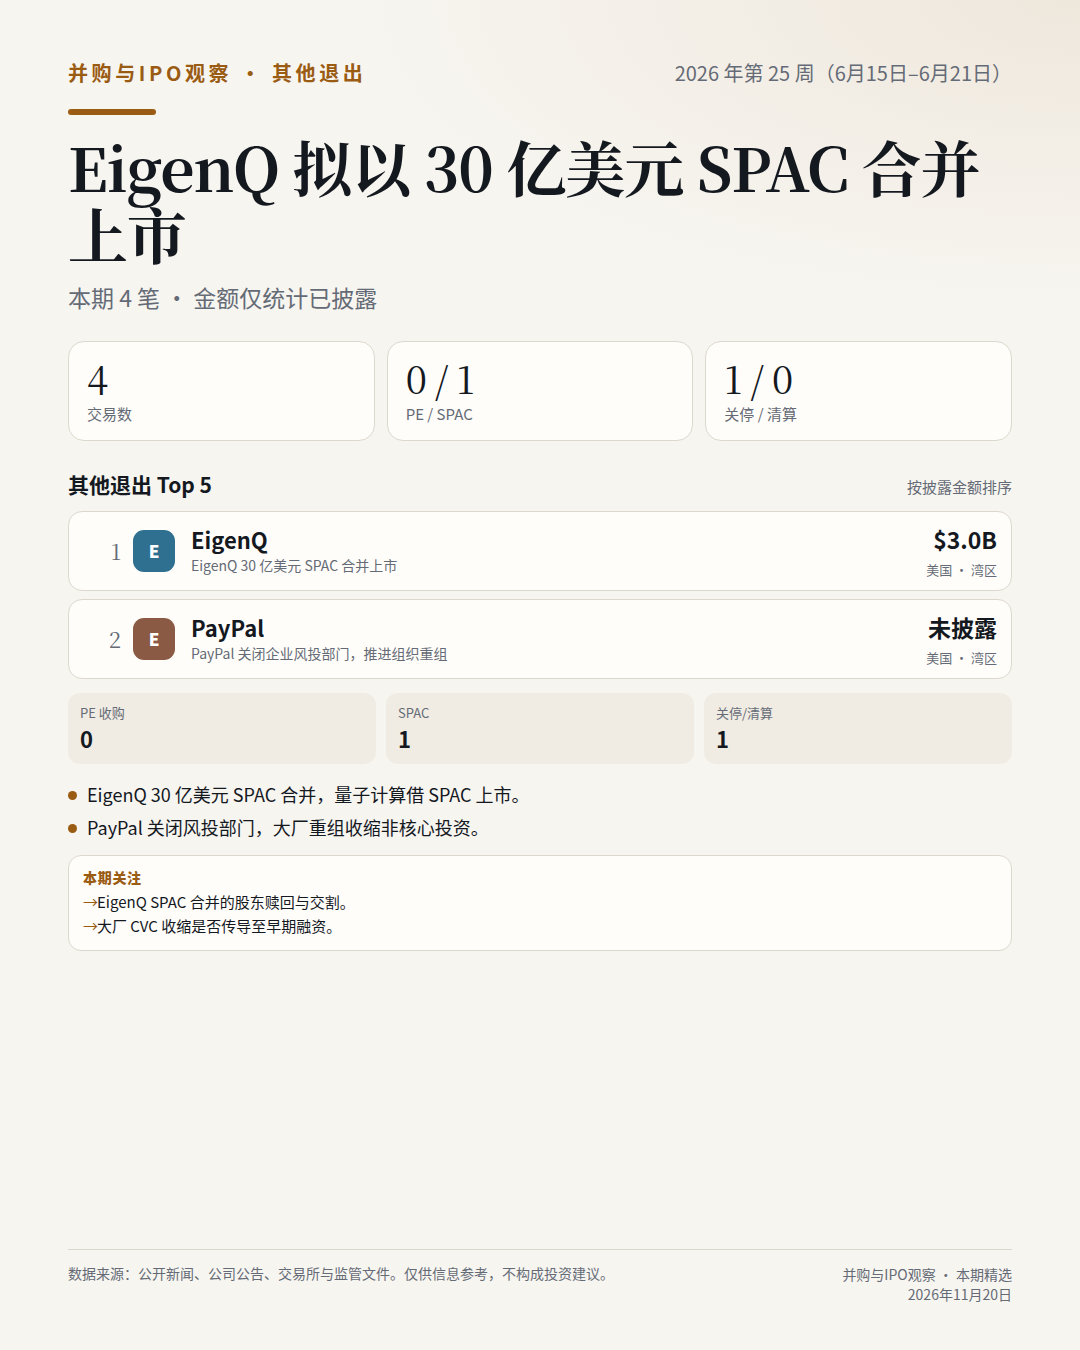 并购与IPO观察 • 其他退出
2026 年第 25 周（6月15日–6月21日）
EigenQ 拟以 30 亿美元 SPAC 合并
上市
本期 4 笔 • 金额仅统计已披露
4
交易数
0 / 1
PE / SPAC
1 / 0
关停 / 清算
其他退出 Top 5
按披露金额排序
1
E
EigenQ
EigenQ 30 亿美元 SPAC 合并上市
$3.0B
美国 • 湾区
2
E
PayPal
PayPal 关闭企业风投部门，推进组织重组
未披露
美国 • 湾区
PE 收购
0
SPAC
1
关停/清算
1
EigenQ 30 亿美元 SPAC 合并，量子计算借 SPAC 上市。
PayPal 关闭风投部门，大厂重组收缩非核心投资。
本期关注
→EigenQ SPAC 合并的股东赎回与交割。
→大厂 CVC 收缩是否传导至早期融资。
数据来源：公开新闻、公司公告、交易所与监管文件。仅供信息参考，不构成投资建议。
并购与IPO观察 • 本期精选
2026年11月20日